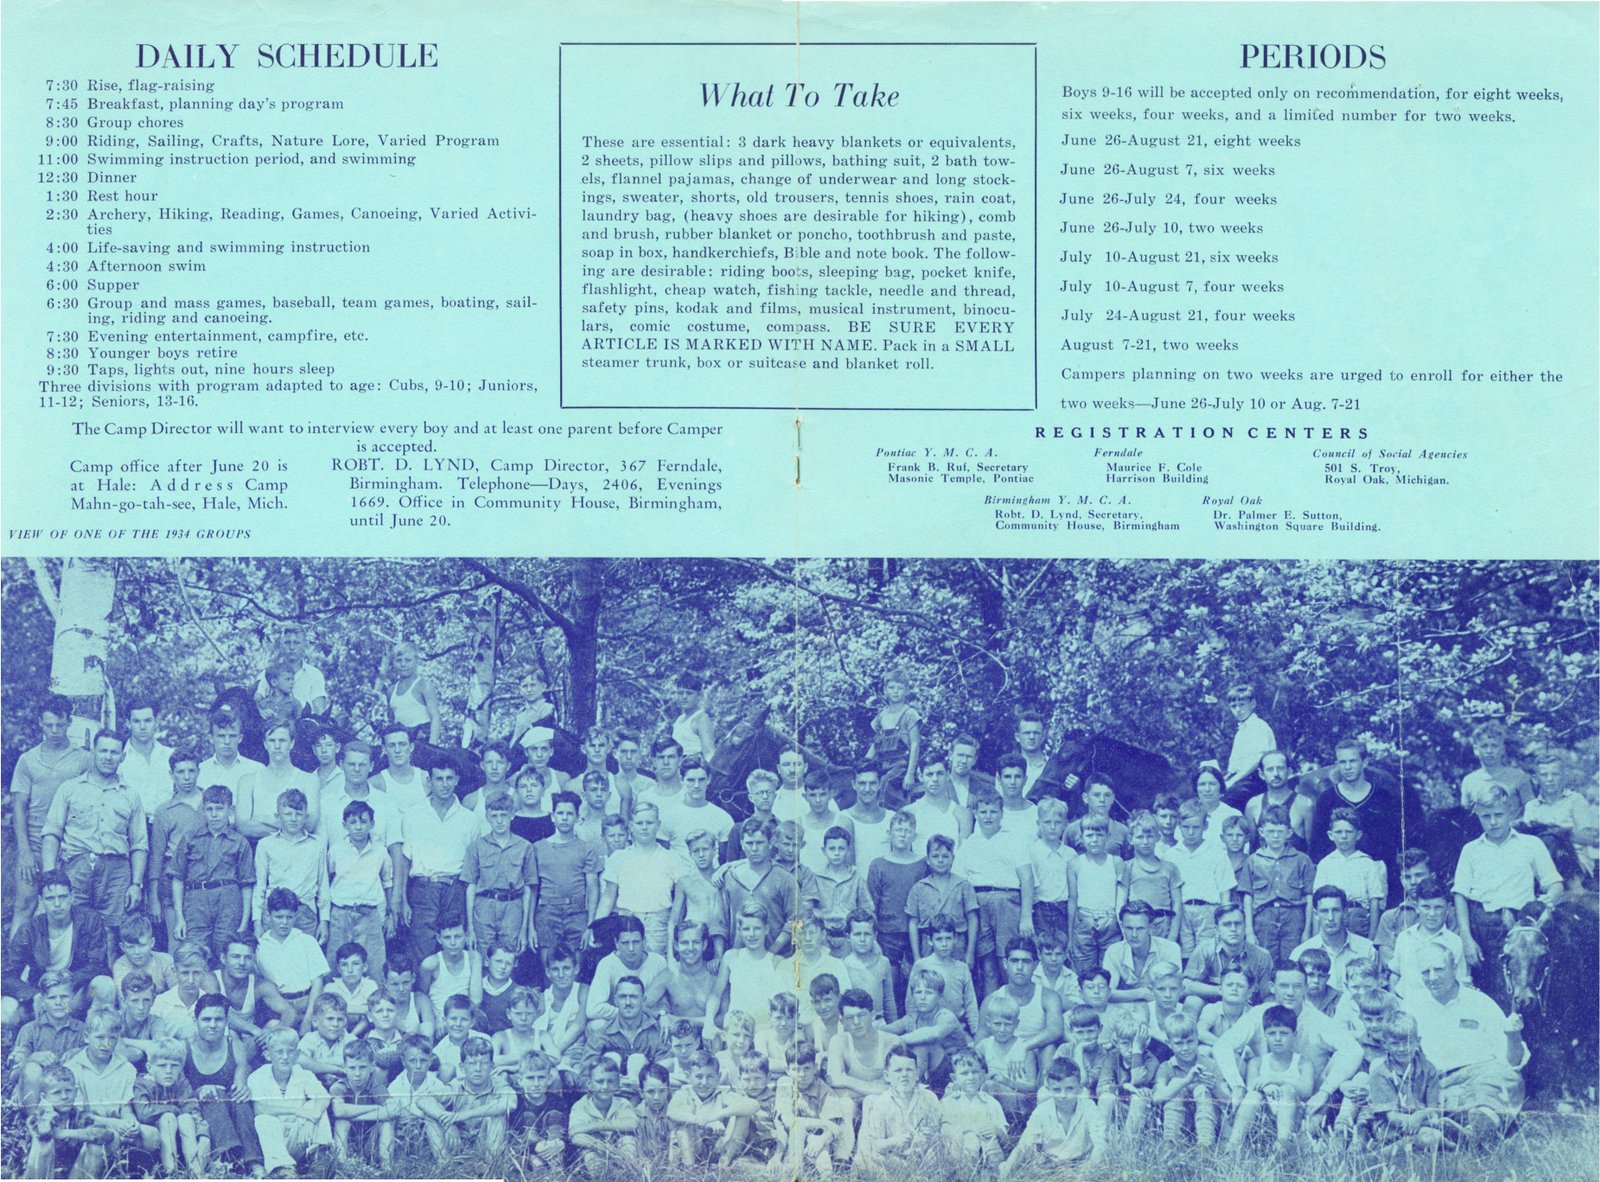 DAILY SCHEDULE
7:30 Rise, flag-raising
7:45 Breakfast, planning day's program
8:30 Group chores
9:00 Riding, Sailing, Crafts, Nature Lore, Varied Program
11:00 Swimming instruction period, and swimming
12:30 Dinner
1:30 Rest hour
2:30 Archery, Hiking, Reading, Games, Canoeing, Varied Activi-
ties
4:00 Life-saving and swimming instruction
4:30 Afternoon swim
6:00 Supper
6:30 Group and mass games, baseball, team games, boating, sail-
ing, riding and canoeing.
7:30 Evening entertainment, campfire, etc.
8:30 Younger boys retire
9:30 Taps, lights out, nine hours sleep
Three divisions with program adapted to age: Cubs, 9-10; Juniors,
11-12; Seniors, 13-16.
What To Take
These are essential: 3 dark heavy blankets or equivalents,
2 sheets, pillow slips and pillows, bathing suit, 2 bath tow-
els, flannel pajamas, change of underwear and long stock-
ings, sweater, shorts, old trousers, tennis shoes, rain coat,
laundry bag, (heavy shoes are desirable for hiking), comb
and brush, rubber blanket or poncho, toothbrush and paste,
soap in box, handkerchiefs, Bible and note book. The follow-
ing are desirable: riding boots, sleeping bag, pocket knife,
flashlight, cheap watch, fishing tackle, needle and thread,
safety pins, kodak and films, musical instrument, binocu-
lars, comic costume, compass. BE SURE EVERY
ARTICLE IS MARKED WITH NAME. Pack in a SMALL
steamer trunk, box or suitcase and blanket roll.
PERIODS
Boys 9-16 will be accepted only on recommendation, for eight weeks,
six weeks, four weeks, and a limited number for two weeks.
June 26-August 21, eight weeks
June 26-August 7, six weeks
June 26-July 24, four weeks
June 26-July 10, two weeks
July 10-August 21, six weeks
July 10-August 7, four weeks
July 24-August 21, four weeks
August 7-21, two weeks
Campers planning on two weeks are urged to enroll for either the
two weeks—June 26-July 10 or Aug. 7-21
The Camp Director will want to interview every boy and at least one parent before Camper
is accepted.
Camp office after June 20 is
at Hale: Address Camp
Mahn-go-tah-see, Hale, Mich.
ROBT. D. LYND, Camp Director, 367 Ferndale,
Birmingham. Telephone—Days, 2406, Evenings
1669. Office in Community House, Birmingham,
until June 20.
REGISTRATION CENTERS
Pontiac Y. M. C. A.
Frank B. Ruf, Secretary
Masonic Temple, Pontiac
Ferndale
Maurice F. Cole
Harrison Building
Council of Social Agencies
501 S. Troy,
Royal Oak, Michigan.
Birmingham Y. M. C. A.
Robt. D. Lynd, Secretary,
Community House, Birmingham
Royal Oak
Dr. Palmer E. Sutton,
Washington Square Building.
VIEW OF ONE OF THE 1934 GROUPS